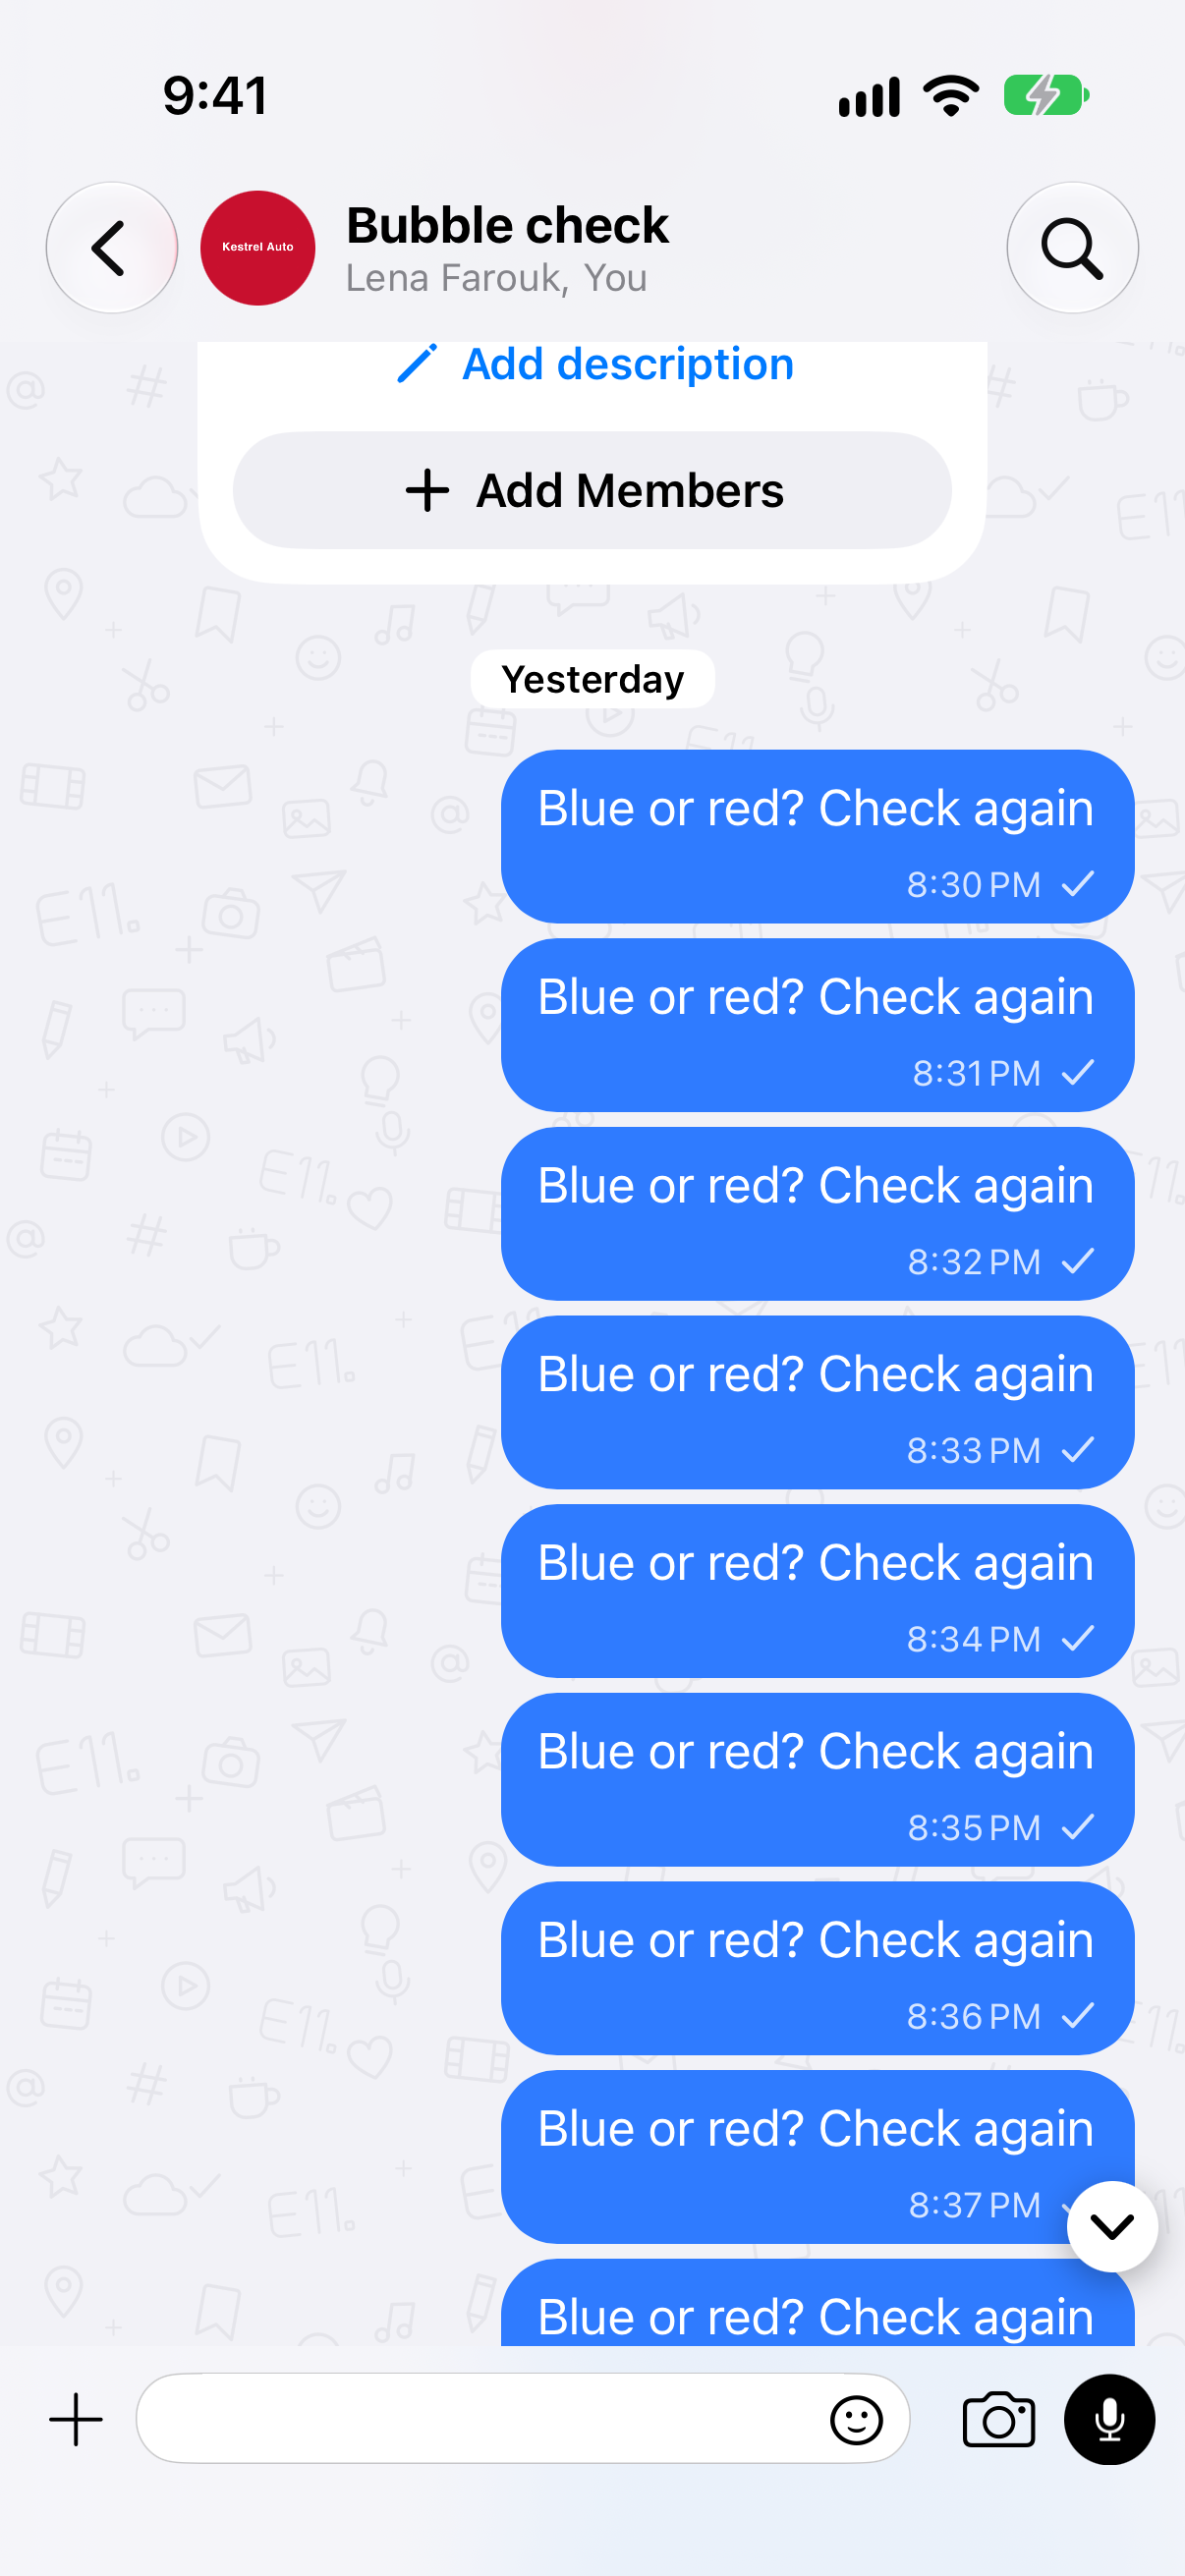 9:41
Kestrel Auto
Bubble check
Lena Farouk, You
Add description
Add Members
Yesterday
Blue or red? Check again
8:30 PM
Blue or red? Check again
8:31 PM
Blue or red? Check again
8:32 PM
Blue or red? Check again
8:33 PM
Blue or red? Check again
8:34 PM
Blue or red? Check again
8:35 PM
Blue or red? Check again
8:36 PM
Blue or red? Check again
8:37 PM
Blue or red? Check again